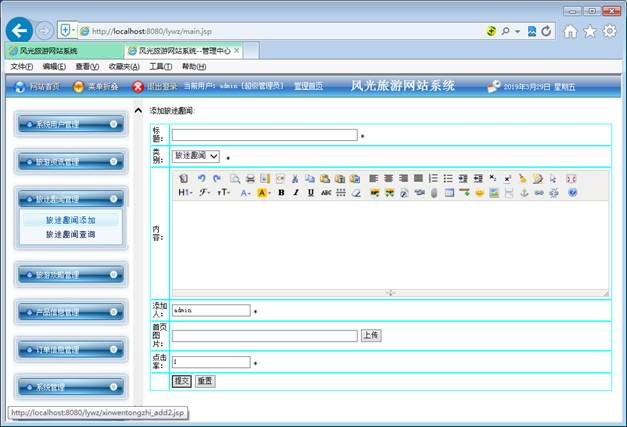 http://localhost:8080/lywz/main.jsp
风光旅游网站系统
风光旅游网站系统--管理中心
文件(F) 编辑(E) 查看(V) 收藏夹(A) 工具(T) 帮助(H)
网站首页 菜单折叠 退出登录 当前用户: admin [超级管理员] 管理首页 风光旅游网站系统 2019年3月29日 星期五
系统用户管理
旅游资讯管理
旅迷趣闻管理
旅迷趣闻添加
旅迷趣闻查询
旅游攻略管理
产品信息管理
订单信息管理
系统管理
添加旅迷趣闻:
标题: *
类别: 旅迷趣闻 *
内容:
H1 F TT A A B I U ABC
添加人: admin *
首页图片: 上传
点击率: 1 *
提交 重置
http://localhost:8080/lywz/xinwentongzhi_add2.jsp